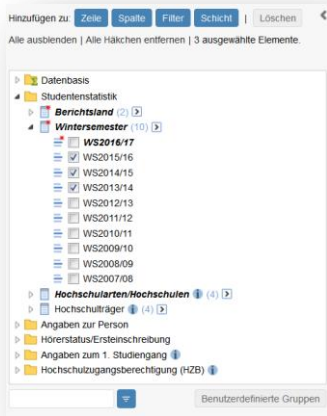 Hinzufügen zu: Zeile Spalte Filter Schicht | Löschen
Alle ausblenden | Alle Häkchen entfernen | 3 ausgewählte Elemente.
Datenbasis
Studentenstatistik
Berichtsland (2)
Wintersemester (10)
WS2016/17
WS2015/16
WS2014/15
WS2013/14
WS2012/13
WS2011/12
WS2010/11
WS2009/10
WS2008/09
WS2007/08
Hochschularten/Hochschulen (4)
Hochschulträger (4)
Angaben zur Person
Hörerstatus/Ersteinschreibung
Angaben zum 1. Studiengang
Hochschulzugangsberechtigung (HZB)
Benutzerdefinierte Gruppen